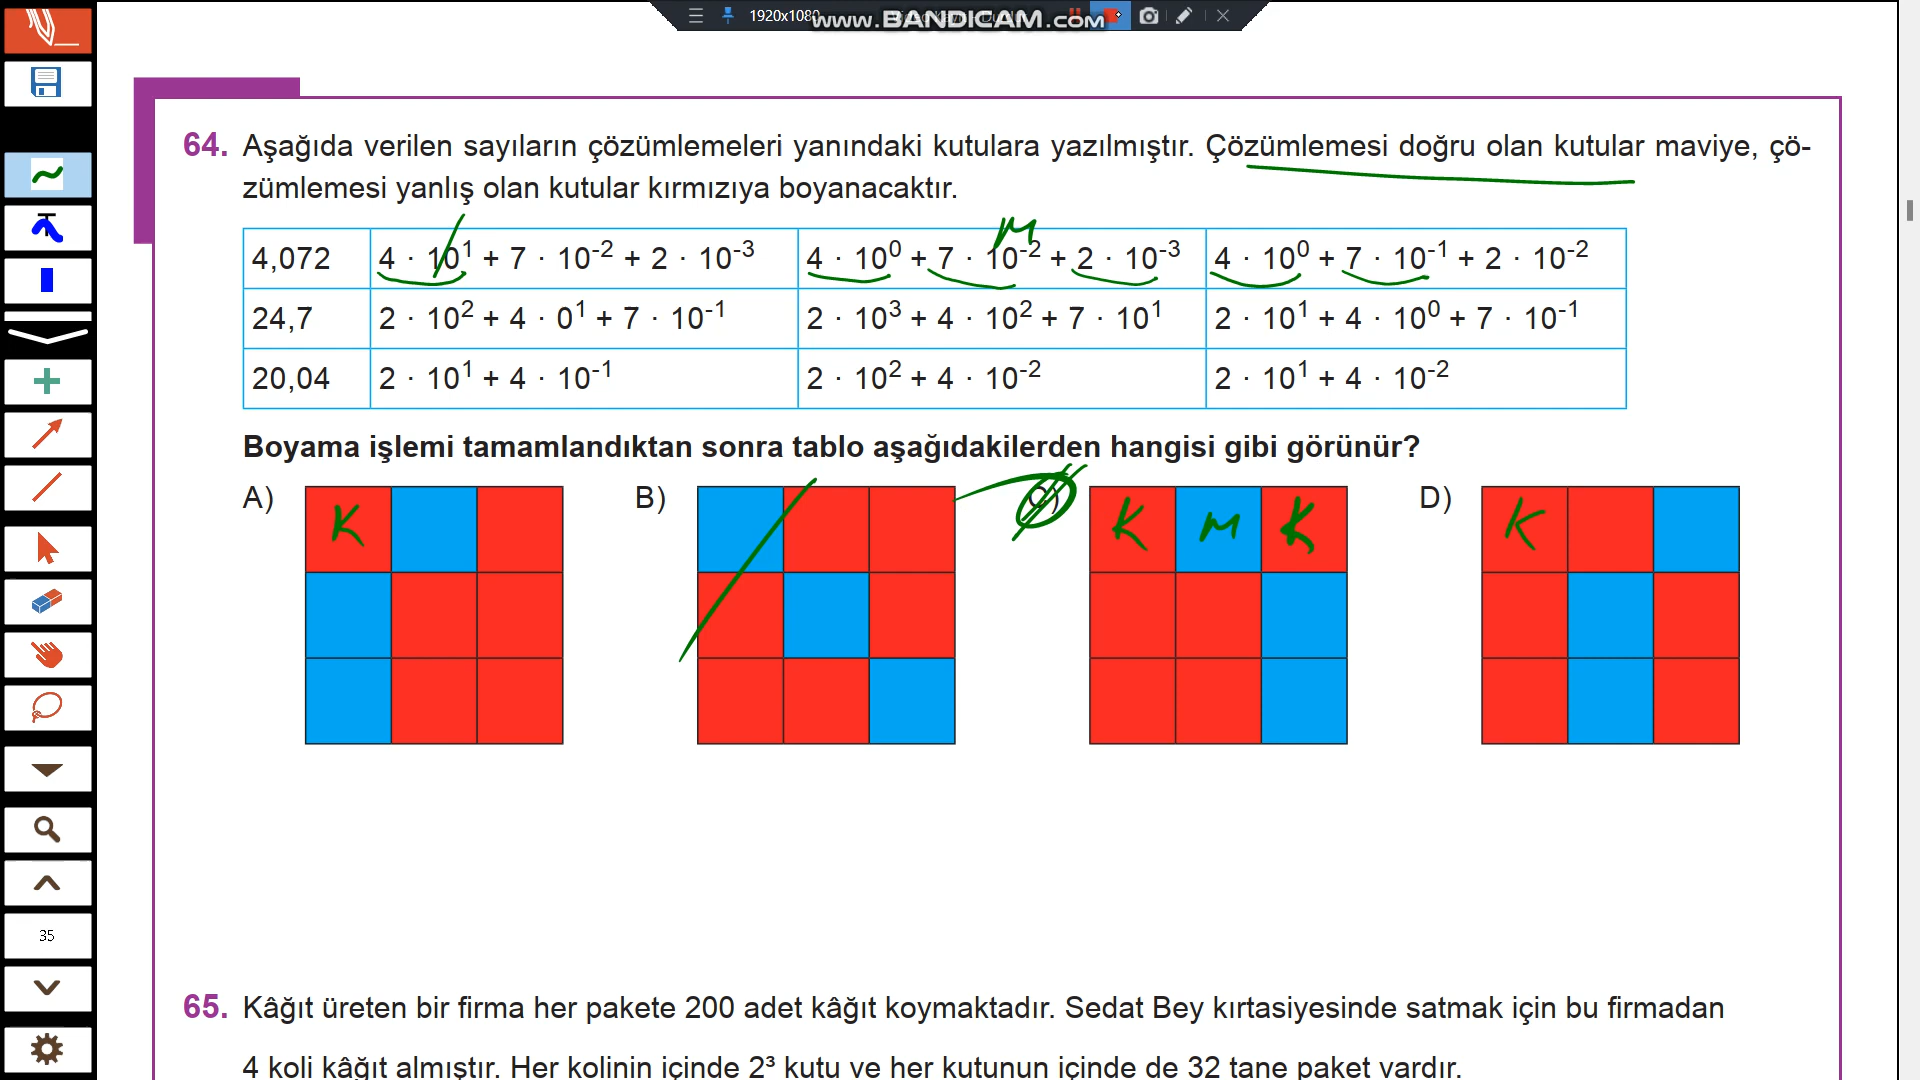 1920x1080
www.BANDICAM.com
64. Aşağıda verilen sayıların çözümlemeleri yanındaki kutulara yazılmıştır. Çözümlemesi doğru olan kutular maviye, çö-
zümlemesi yanlış olan kutular kırmızıya boyanacaktır.
M
4,072 4 · 10¹ + 7 · 10⁻² + 2 · 10⁻³ 4 · 10⁰ + 7 · 10⁻² + 2 · 10⁻³ 4 · 10⁰ + 7 · 10⁻¹ + 2 · 10⁻²
24,7 2 · 10² + 4 · 0¹ + 7 · 10⁻¹ 2 · 10³ + 4 · 10² + 7 · 10¹ 2 · 10¹ + 4 · 10⁰ + 7 · 10⁻¹
20,04 2 · 10¹ + 4 · 10⁻¹ 2 · 10² + 4 · 10⁻² 2 · 10¹ + 4 · 10⁻²
Boyama işlemi tamamlandıktan sonra tablo aşağıdakilerden hangisi gibi görünür?
A) B) C) D)
K K M K K
35
65. Kâğıt üreten bir firma her pakete 200 adet kâğıt koymaktadır. Sedat Bey kırtasiyesinde satmak için bu firmadan
4 koli kâğıt almıştır. Her kolinin içinde 2³ kutu ve her kutunun içinde de 32 tane paket vardır.